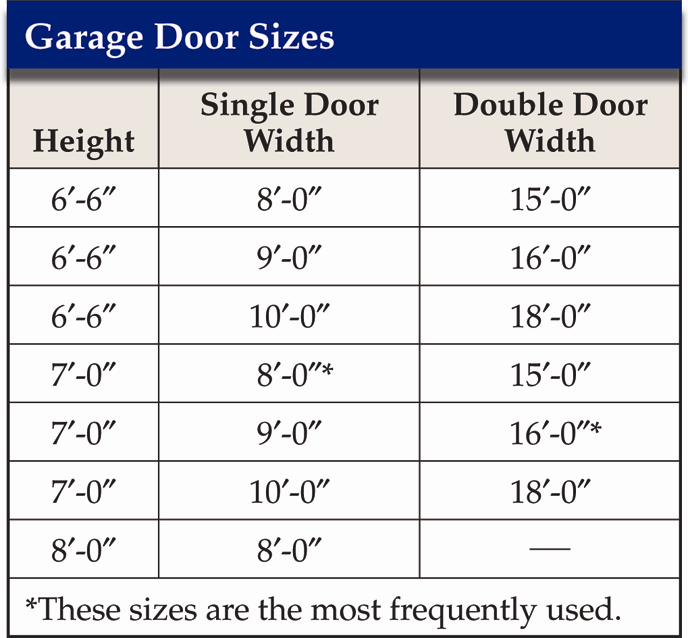 Garage Door Sizes
Height Single Door Width Double Door Width
6′-6″ 8′-0″ 15′-0″
6′-6″ 9′-0″ 16′-0″
6′-6″ 10′-0″ 18′-0″
7′-0″ 8′-0″* 15′-0″
7′-0″ 9′-0″ 16′-0″*
7′-0″ 10′-0″ 18′-0″
8′-0″ 8′-0″ —
*These sizes are the most frequently used.